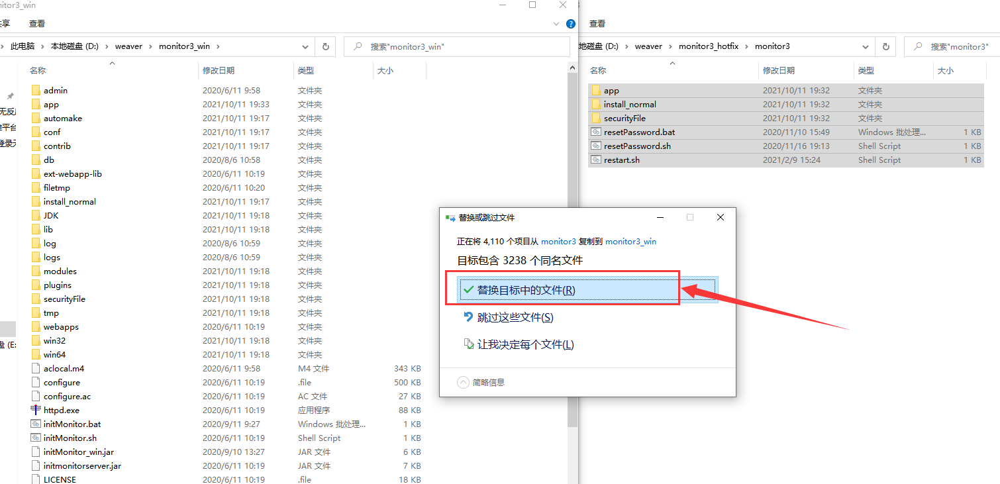 nitor3_win
共享 查看
此电脑 本地磁盘 (D:) weaver monitor3_win 搜索"monitor3_win"
名称 修改日期 类型 大小
admin 2020/6/11 9:58 文件夹
app 2021/10/11 19:33 文件夹
automake 2021/10/11 19:17 文件夹
conf 2021/10/11 19:17 文件夹
contrib 2021/10/11 19:17 文件夹
db 2020/8/6 10:58 文件夹
ext-webapp-lib 2020/6/11 10:19 文件夹
filetmp 2020/6/11 10:20 文件夹
install_normal 2021/10/11 19:17 文件夹
JDK 2021/10/11 19:18 文件夹
lib 2021/10/11 19:18 文件夹
log 2020/8/6 10:59 文件夹
logs 2020/8/6 10:59 文件夹
modules 2021/10/11 19:18 文件夹
plugins 2021/10/11 19:18 文件夹
securityFile 2021/10/11 19:18 文件夹
tmp 2021/10/11 19:18 文件夹
webapps 2020/6/11 10:19 文件夹
win32 2021/10/11 19:18 文件夹
win64 2021/10/11 19:18 文件夹
aclocal.m4 2020/6/11 9:58 M4 文件 343 KB
configure 2020/6/11 10:19 .file 500 KB
configure.ac 2020/6/11 10:19 AC 文件 27 KB
httpd.exe 2020/6/11 10:19 应用程序 88 KB
initMonitor.bat 2020/9/11 9:27 Windows 批处理... 1 KB
initMonitor.sh 2020/6/11 10:19 Shell Script 1 KB
initMonitor_win.jar 2020/9/10 13:27 JAR 文件 6 KB
initmonitorserver.jar 2020/6/11 10:19 JAR 文件 7 KB
LICENSE 2020/6/11 10:19 .file 18 KB
无反
平台
登录
盘 (E:
查看
地磁盘 (D:) weaver monitor3_hotfix monitor3 搜索"monitor3"
名称 修改日期 类型 大小
app 2021/10/11 19:32 文件夹
install_normal 2021/10/11 19:32 文件夹
securityFile 2021/10/11 19:32 文件夹
resetPassword.bat 2020/11/10 15:49 Windows 批处理... 1 KB
resetPassword.sh 2020/11/16 19:13 Shell Script 1 KB
restart.sh 2021/2/9 15:24 Shell Script 1 KB
替换或跳过文件
正在将 4,110 个项目从 monitor3 复制到 monitor3_win
目标包含 3238 个同名文件
替换目标中的文件(R)
跳过这些文件(S)
让我决定每个文件(L)
简略信息